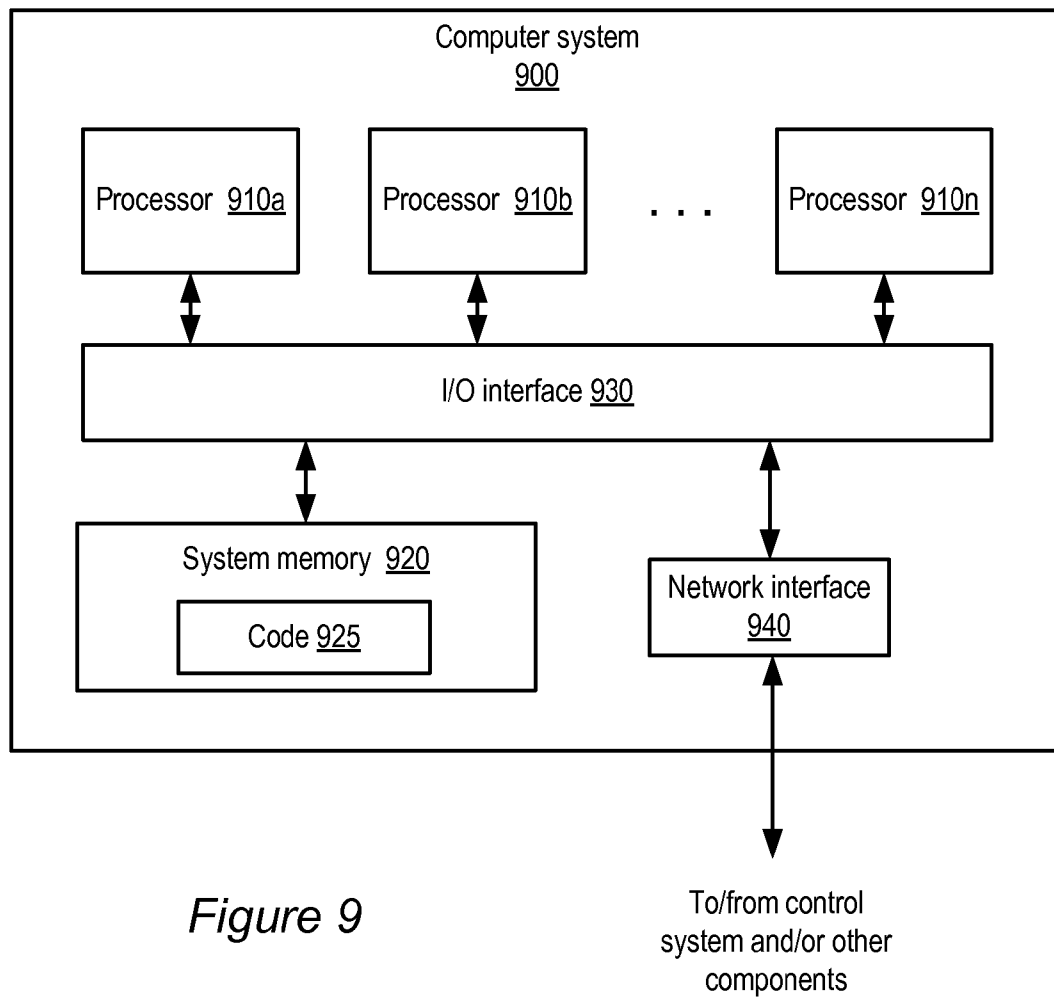 Computer system
900
Processor 910a
Processor 910b
. . .
Processor 910n
I/O interface 930
System memory 920
Code 925
Network interface
940
Figure 9
To/from control
system and/or other
components